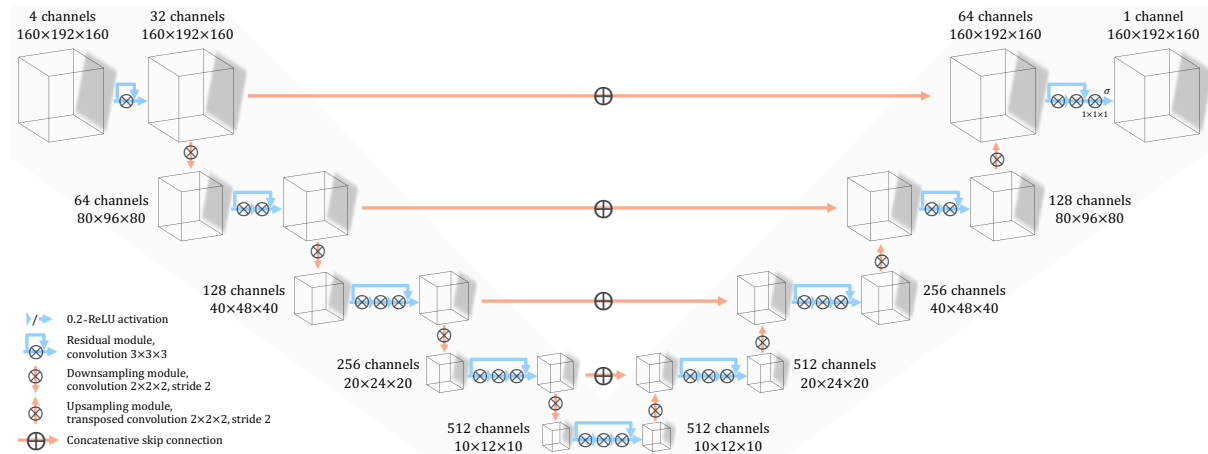 4 channels
160×192×160
32 channels
160×192×160
64 channels
160×192×160
1 channel
160×192×160
σ
1×1×1
64 channels
80×96×80
128 channels
80×96×80
128 channels
40×48×40
256 channels
40×48×40
256 channels
20×24×20
512 channels
20×24×20
512 channels
10×12×10
512 channels
10×12×10
/ 0.2-ReLU activation
Residual module,
convolution 3×3×3
Downsampling module,
convolution 2×2×2, stride 2
Upsampling module,
transposed convolution 2×2×2, stride 2
Concatenative skip connection